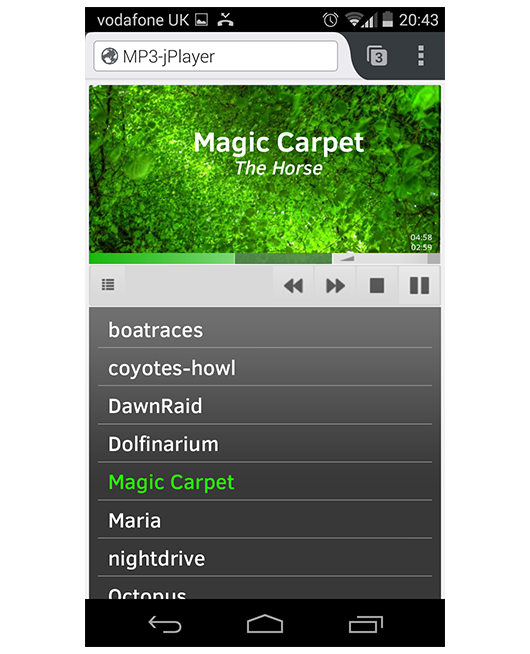 vodafone UK 20:43
MP3-jPlayer 3
Magic Carpet
The Horse
04:58
02:59
boatraces
coyotes-howl
DawnRaid
Dolfinarium
Magic Carpet
Maria
nightdrive
Octopus